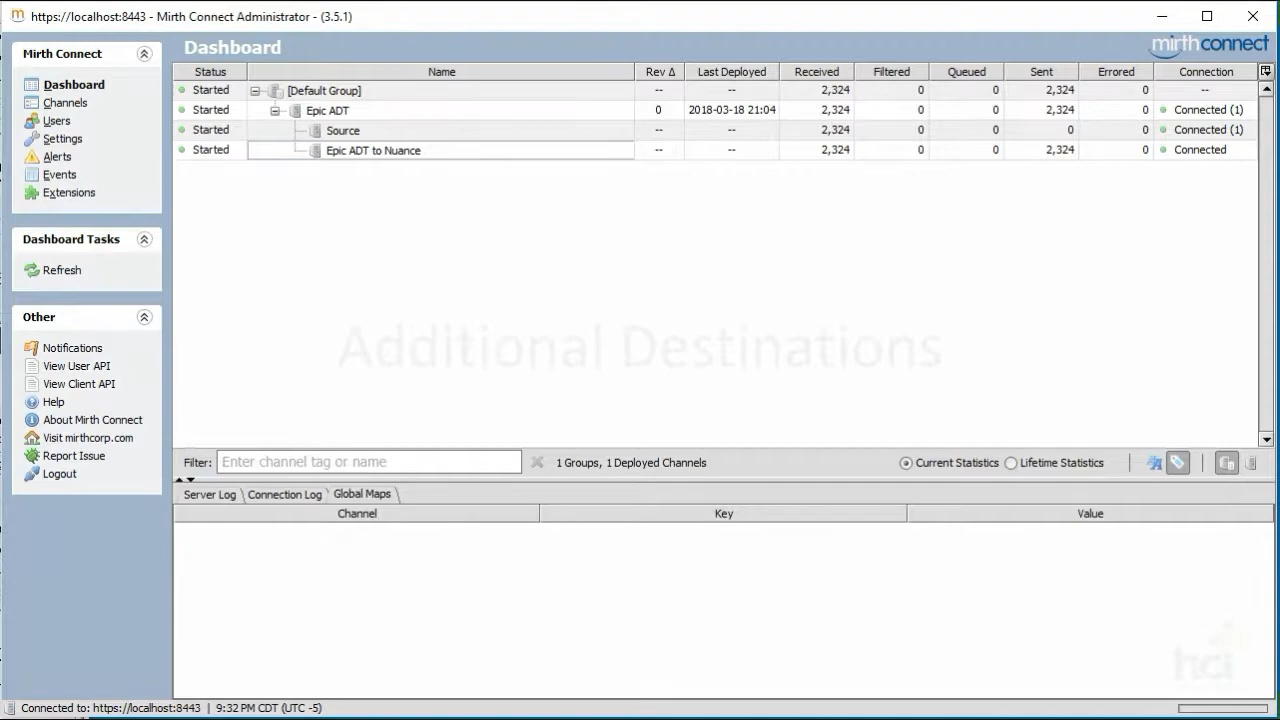 https://localhost:8443 - Mirth Connect Administrator - (3.5.1)
Mirth Connect
Dashboard
Channels
Users
Settings
Alerts
Events
Extensions
Dashboard Tasks
Refresh
Other
Notifications
View User API
View Client API
Help
About Mirth Connect
Visit mirthcorp.com
Report Issue
Logout
Dashboard
mirthconnect
Status Name Rev Δ Last Deployed Received Filtered Queued Sent Errored Connection
Started [Default Group] -- -- 2,324 0 0 2,324 0 --
Started Epic ADT 0 2018-03-18 21:04 2,324 0 0 2,324 0 Connected (1)
Started Source -- -- 2,324 0 0 0 0 Connected (1)
Started Epic ADT to Nuance -- -- 2,324 0 0 2,324 0 Connected
Additional Destinations
Filter: Enter channel tag or name 1 Groups, 1 Deployed Channels Current Statistics Lifetime Statistics
Server Log Connection Log Global Maps
Channel Key Value
hci
Connected to: https://localhost:8443 | 9:32 PM CDT (UTC -5)